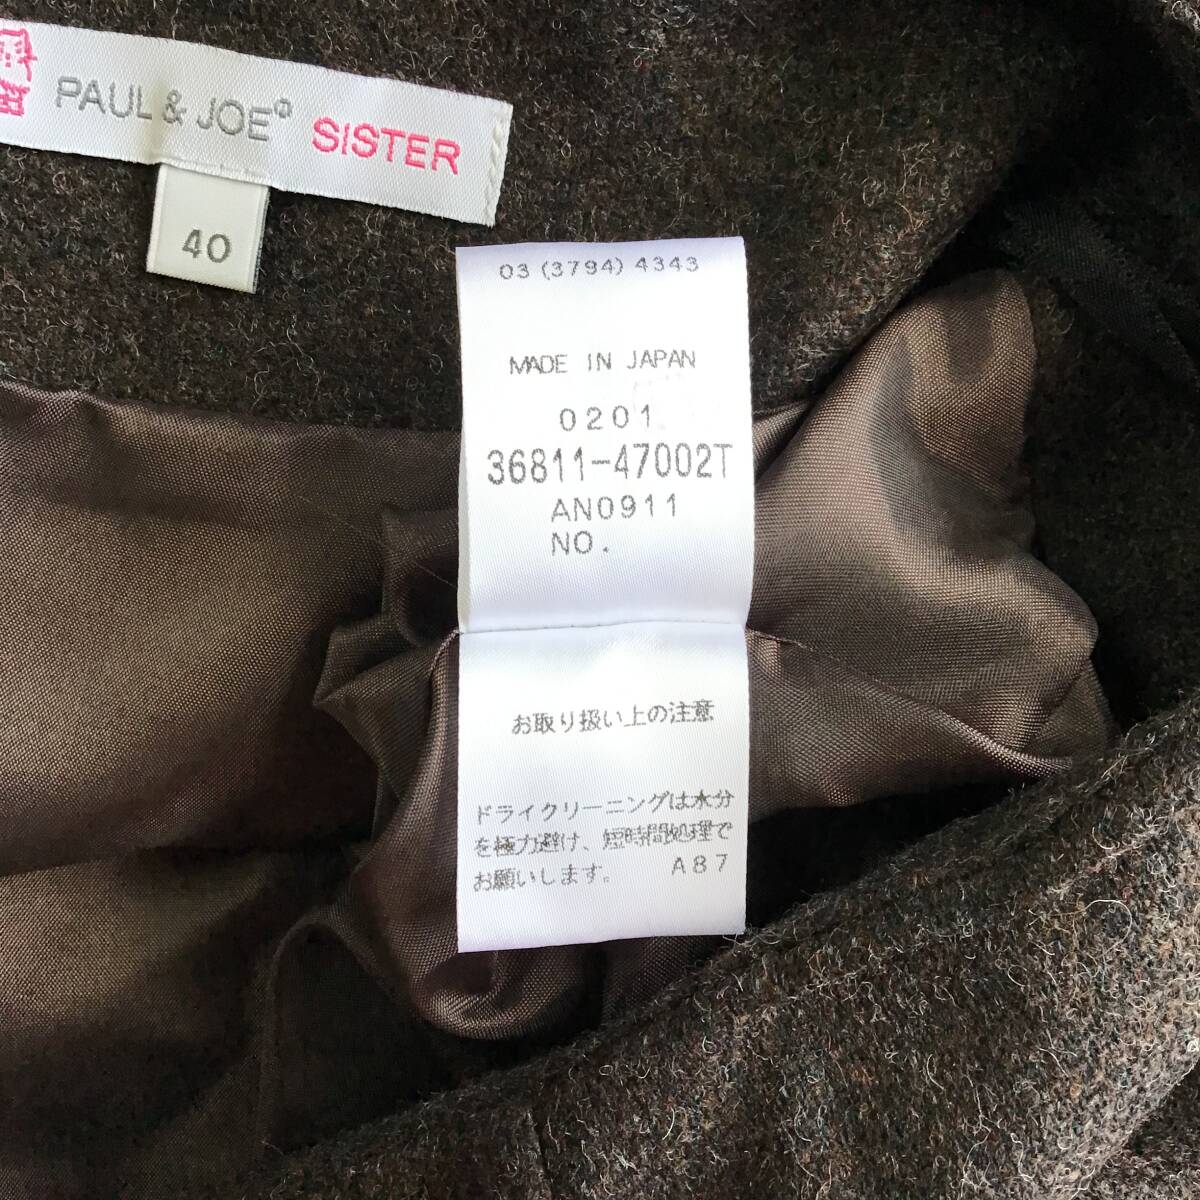 PAUL & JOE® SISTER
40
03 (3794) 4343
MADE IN JAPAN
0201
36811-47002T
AN0911
NO.
お取り扱い上の注意
ドライクリーニングは水分
を極力避け、短時間処理で
お願いします。 A87